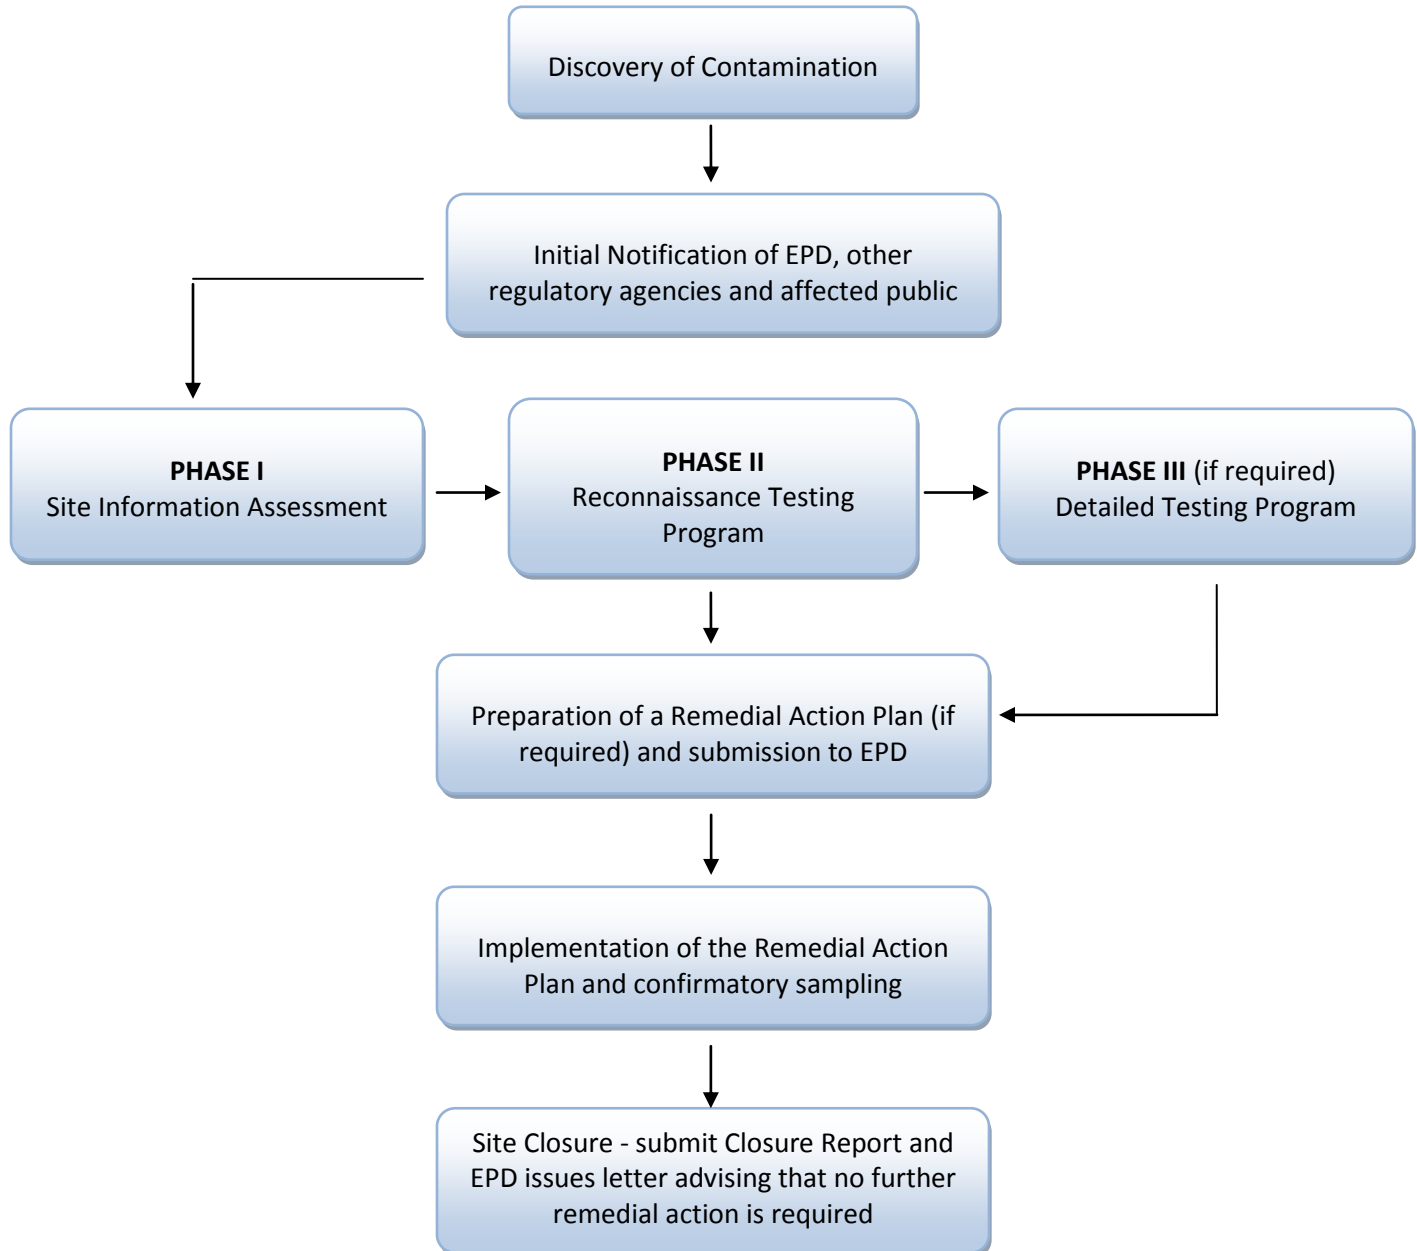 Discovery of Contamination
Initial Notification of EPD, other
regulatory agencies and affected public
PHASE I
Site Information Assessment
PHASE II
Reconnaissance Testing
Program
PHASE III (if required)
Detailed Testing Program
Preparation of a Remedial Action Plan (if
required) and submission to EPD
Implementation of the Remedial Action
Plan and confirmatory sampling
Site Closure - submit Closure Report and
EPD issues letter advising that no further
remedial action is required